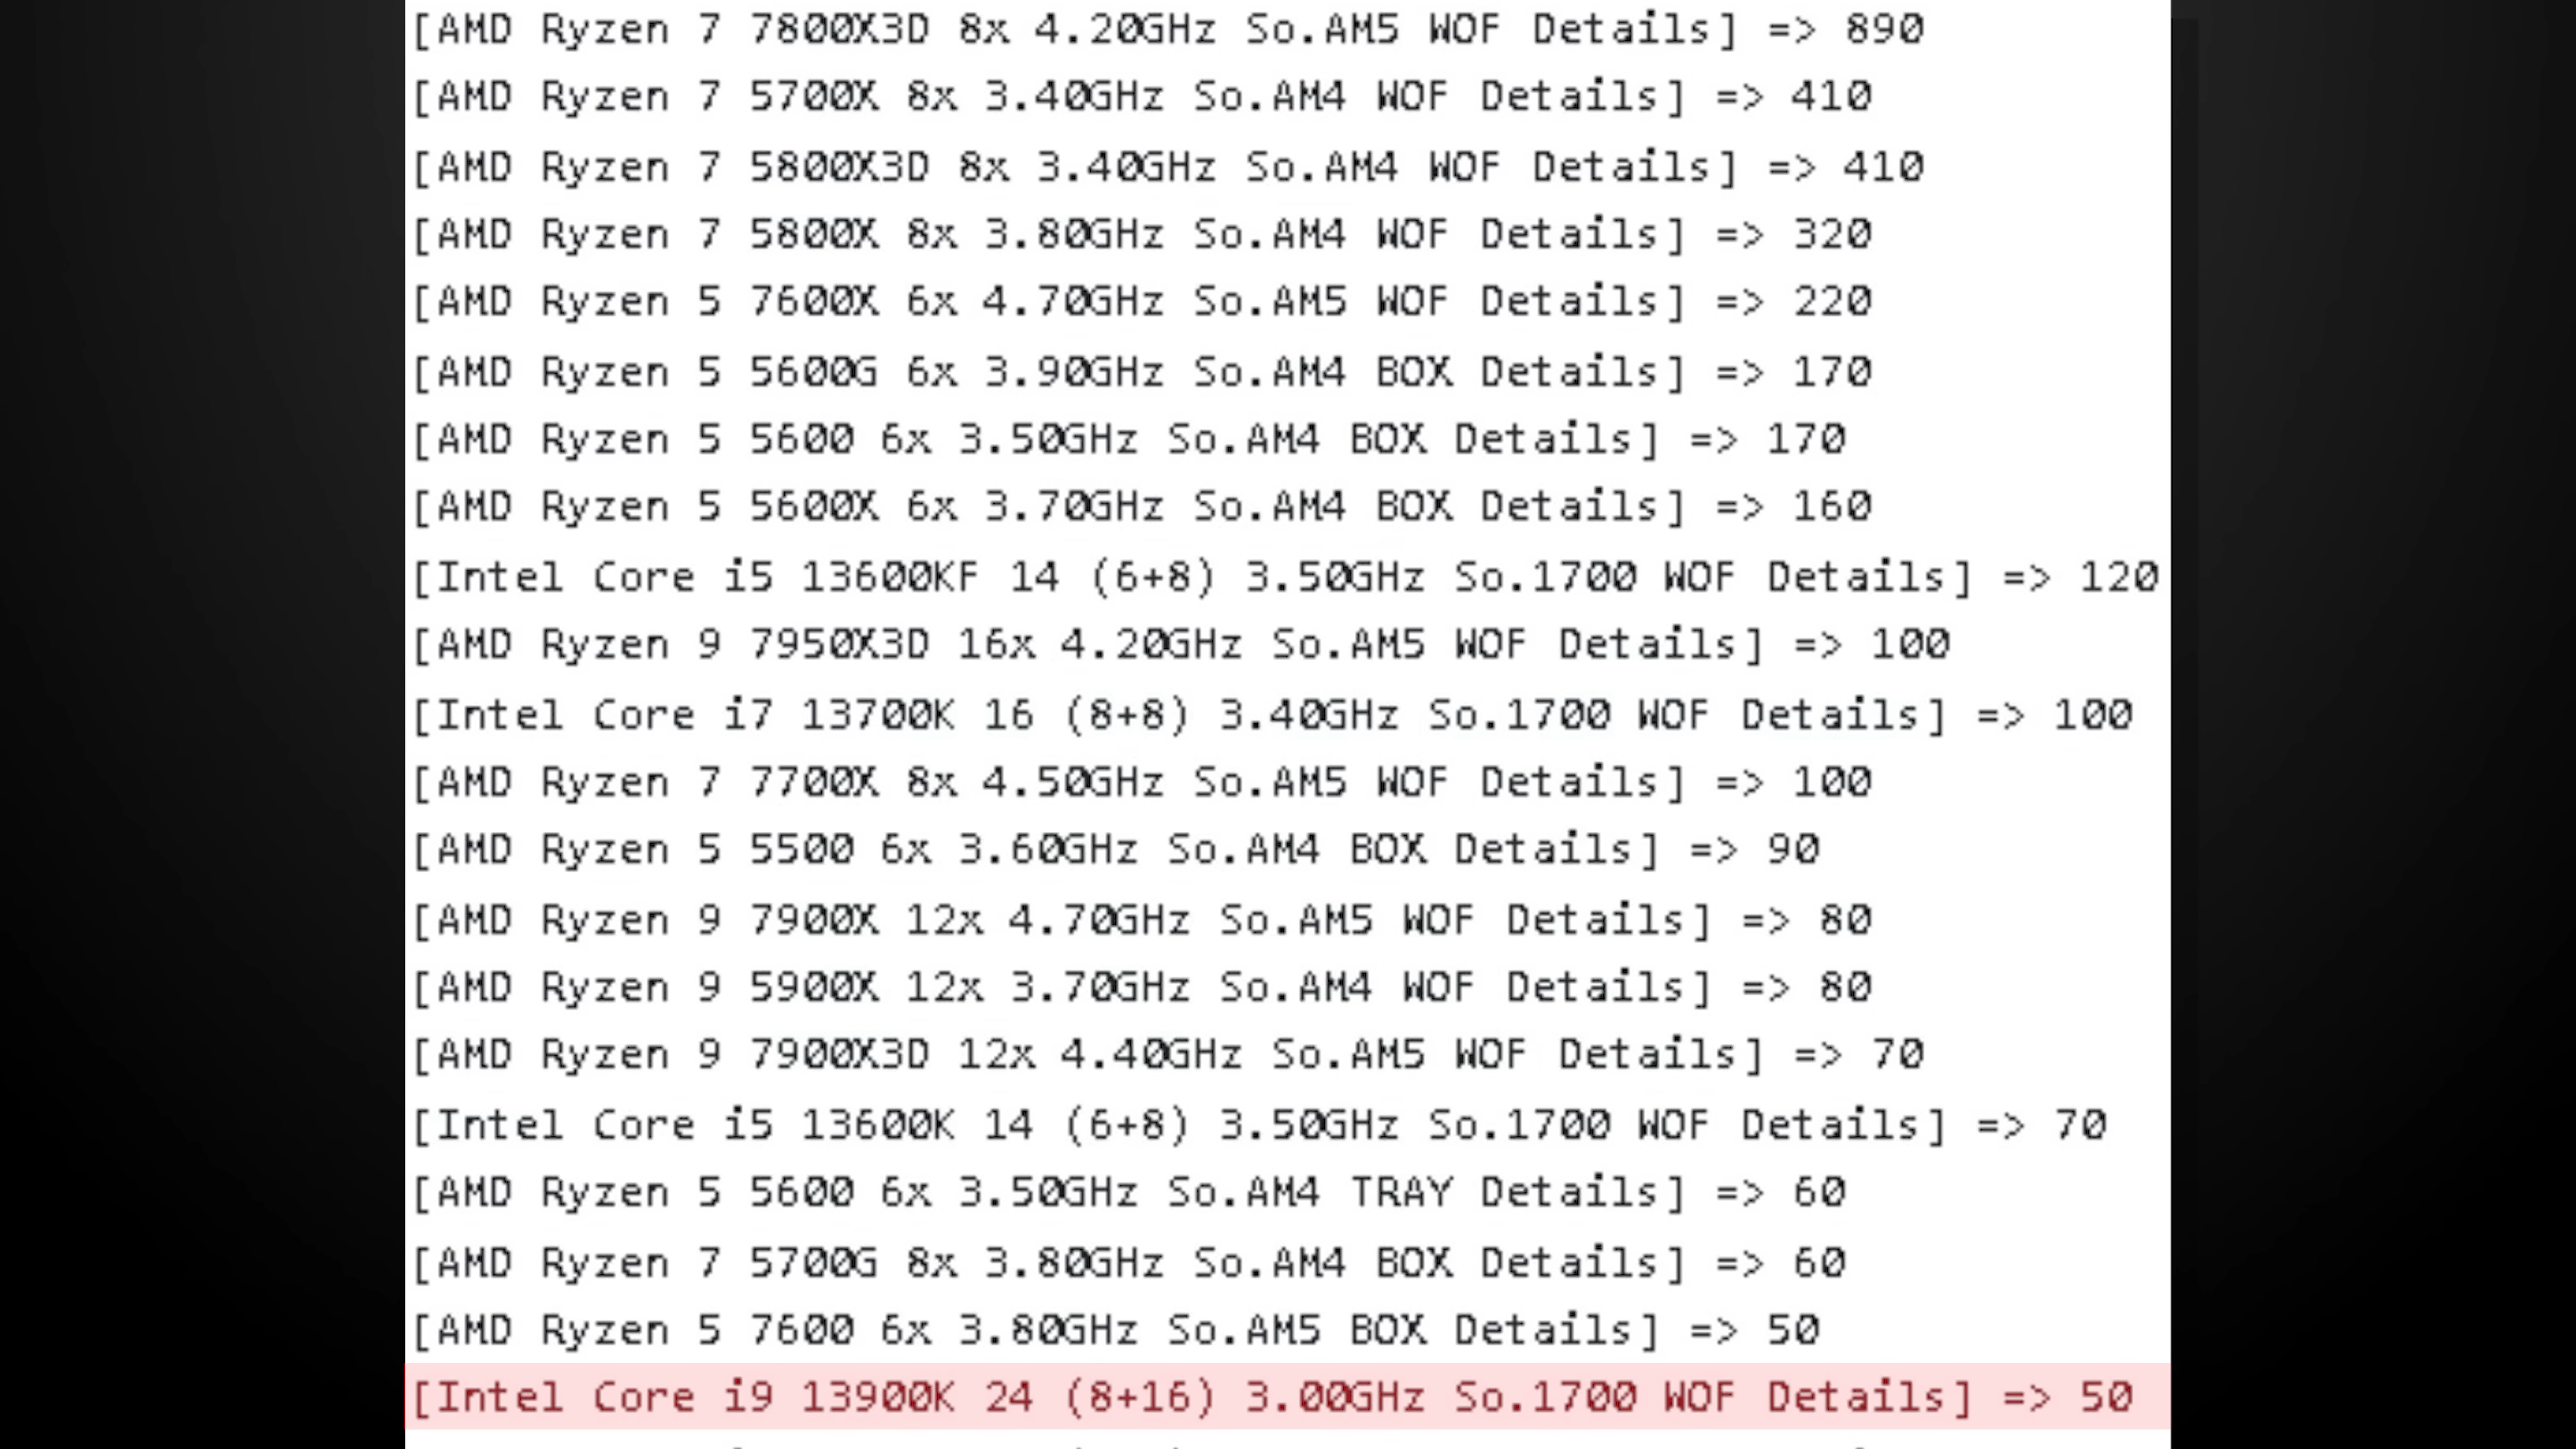 [AMD Ryzen 7 7800X3D 8x 4.20GHz So.AM5 WOF Details] => 890
[AMD Ryzen 7 5700X 8x 3.40GHz So.AM4 WOF Details] => 410
[AMD Ryzen 7 5800X3D 8x 3.40GHz So.AM4 WOF Details] => 410
[AMD Ryzen 7 5800X 8x 3.80GHz So.AM4 WOF Details] => 320
[AMD Ryzen 5 7600X 6x 4.70GHz So.AM5 WOF Details] => 220
[AMD Ryzen 5 5600G 6x 3.90GHz So.AM4 BOX Details] => 170
[AMD Ryzen 5 5600 6x 3.50GHz So.AM4 BOX Details] => 170
[AMD Ryzen 5 5600X 6x 3.70GHz So.AM4 BOX Details] => 160
[Intel Core i5 13600KF 14 (6+8) 3.50GHz So.1700 WOF Details] => 120
[AMD Ryzen 9 7950X3D 16x 4.20GHz So.AM5 WOF Details] => 100
[Intel Core i7 13700K 16 (8+8) 3.40GHz So.1700 WOF Details] => 100
[AMD Ryzen 7 7700X 8x 4.50GHz So.AM5 WOF Details] => 100
[AMD Ryzen 5 5500 6x 3.60GHz So.AM4 BOX Details] => 90
[AMD Ryzen 9 7900X 12x 4.70GHz So.AM5 WOF Details] => 80
[AMD Ryzen 9 5900X 12x 3.70GHz So.AM4 WOF Details] => 80
[AMD Ryzen 9 7900X3D 12x 4.40GHz So.AM5 WOF Details] => 70
[Intel Core i5 13600K 14 (6+8) 3.50GHz So.1700 WOF Details] => 70
[AMD Ryzen 5 5600 6x 3.50GHz So.AM4 TRAY Details] => 60
[AMD Ryzen 7 5700G 8x 3.80GHz So.AM4 BOX Details] => 60
[AMD Ryzen 5 7600 6x 3.80GHz So.AM5 BOX Details] => 50
[Intel Core i9 13900K 24 (8+16) 3.00GHz So.1700 WOF Details] => 50